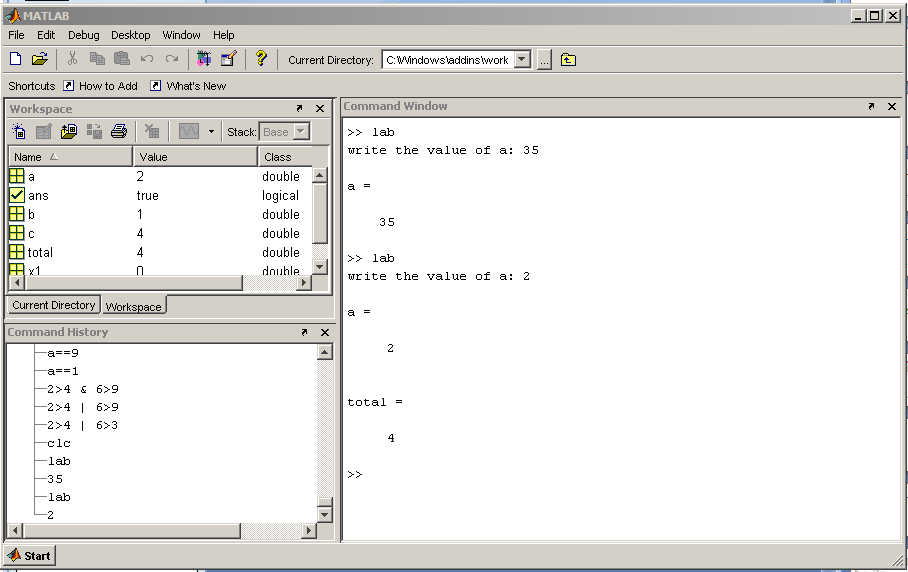 MATLAB
File Edit Debug Desktop Window Help
Current Directory: C:\Windows\addins\work ...
Shortcuts How to Add What's New
Workspace
Stack: Base
Name Value Class
a 2 double
ans true logical
b 1 double
c 4 double
total 4 double
x1 0 double
Current Directory Workspace
Command History
a==9
a==1
2>4 & 6>9
2>4 | 6>9
2>4 | 6>3
clc
lab
35
lab
2
Command Window
>> lab
write the value of a: 35
a =
35
>> lab
write the value of a: 2
a =
2
total =
4
>>
Start